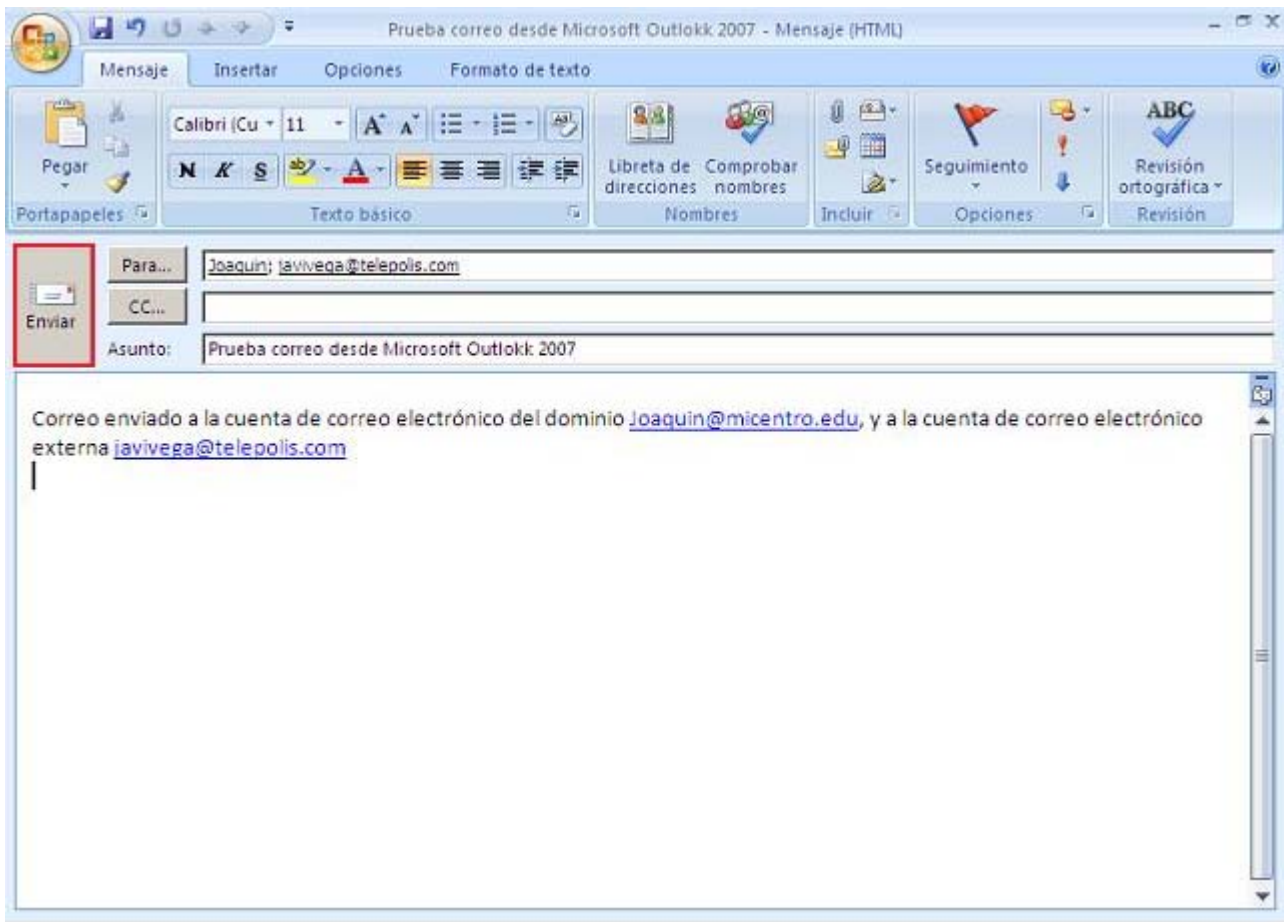 Prueba correo desde Microsoft Outlokk 2007 - Mensaje (HTML)
Mensaje Insertar Opciones Formato de texto
Calibri (Cu 11
ABC
Pegar
N K S
Libreta de direcciones
Comprobar nombres
Seguimiento
Revisión ortográfica
Portapapeles Texto básico Nombres Incluir Opciones Revisión
Enviar
Para... Joaquin; javivega@telepolis.com
CC...
Asunto: Prueba correo desde Microsoft Outlokk 2007
Correo enviado a la cuenta de correo electrónico del dominio Joaquin@micentro.edu, y a la cuenta de correo electrónico
externa javivega@telepolis.com